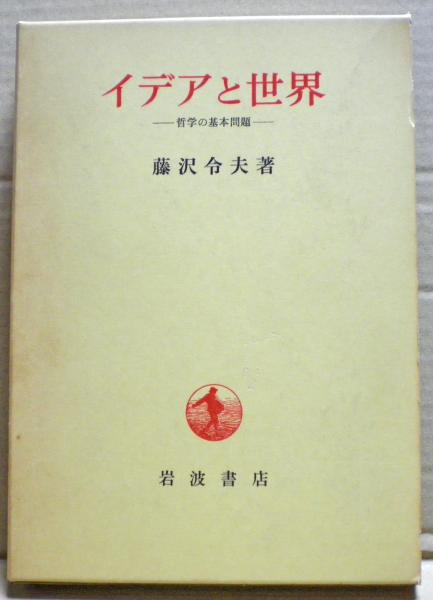 イデアと世界
——哲学の基本問題——
藤沢令夫著
岩波書店